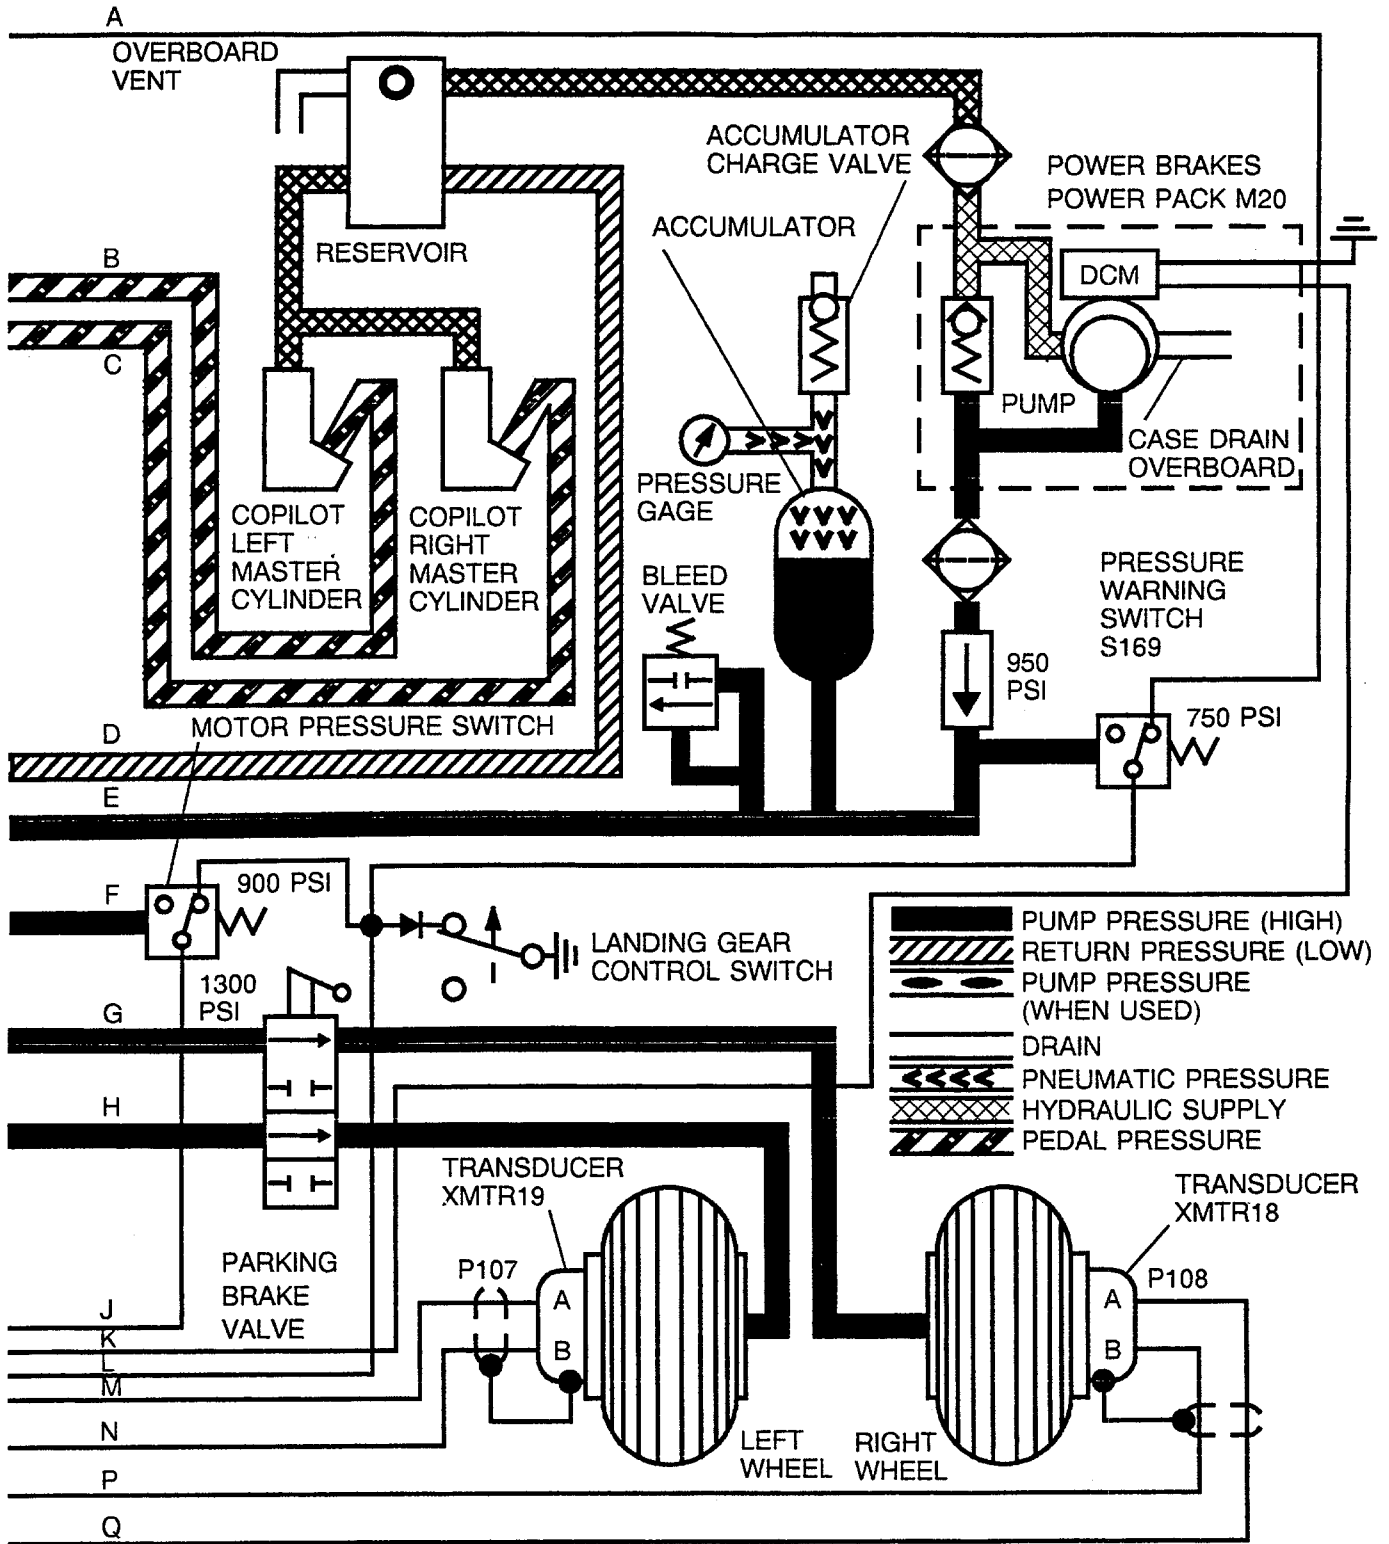 A
OVERBOARD
VENT
ACCUMULATOR
CHARGE VALVE
POWER BRAKES
POWER PACK M20
ACCUMULATOR
RESERVOIR
B
DCM
C
PUMP
CASE DRAIN
OVERBOARD
PRESSURE
GAGE
COPILOT
LEFT
MASTER
CYLINDER
COPILOT
RIGHT
MASTER
CYLINDER
BLEED
VALVE
PRESSURE
WARNING
SWITCH
S169
950
PSI
750 PSI
MOTOR PRESSURE SWITCH
D
E
F
900 PSI
LANDING GEAR
CONTROL SWITCH
1300
PSI
G
H
PUMP PRESSURE (HIGH)
RETURN PRESSURE (LOW)
PUMP PRESSURE
(WHEN USED)
DRAIN
PNEUMATIC PRESSURE
HYDRAULIC SUPPLY
PEDAL PRESSURE
TRANSDUCER
XMTR19
TRANSDUCER
XMTR18
PARKING
BRAKE
VALVE
P107
A
B
P108
A
B
J
K
L
M
N
LEFT
WHEEL
RIGHT
WHEEL
P
Q